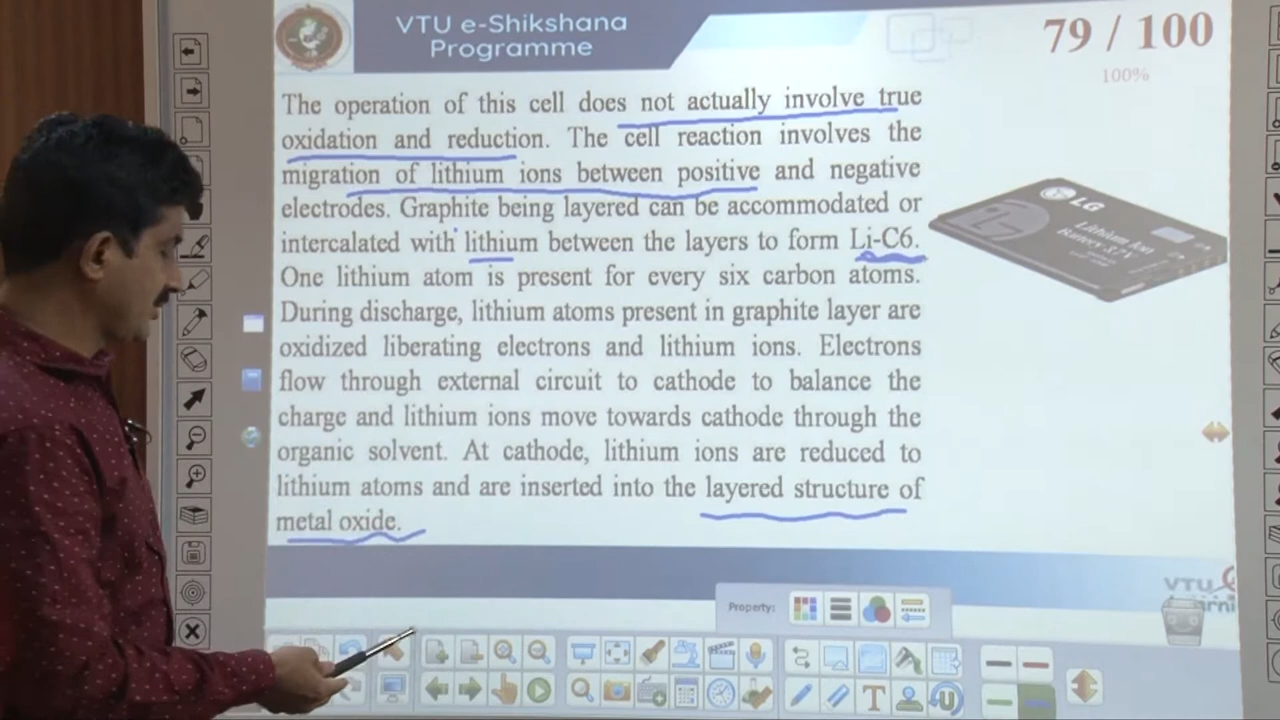 VTU e-Shikshana
Programme
79 / 100
100%
The operation of this cell does not actually involve true
oxidation and reduction. The cell reaction involves the
migration of lithium ions between positive and negative
electrodes. Graphite being layered can be accommodated or
intercalated with lithium between the layers to form Li-C6.
One lithium atom is present for every six carbon atoms.
During discharge, lithium atoms present in graphite layer are
oxidized liberating electrons and lithium ions. Electrons
flow through external circuit to cathode to balance the
charge and lithium ions move towards cathode through the
organic solvent. At cathode, lithium ions are reduced to
lithium atoms and are inserted into the layered structure of
metal oxide.
LG
Lithium Ion
Battery 3.7V
Property:
VTU